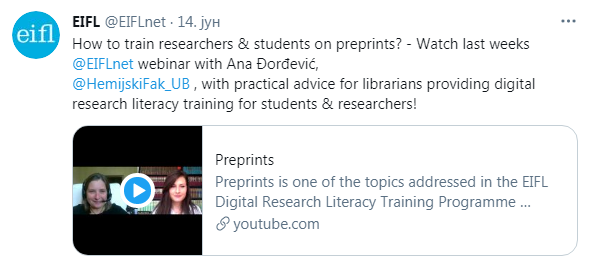 eifl
EIFL @EIFLnet · 14. јун
How to train researchers & students on preprints? - Watch last weeks
@EIFLnet webinar with Ana Đorđević,
@HemijskiFak_UB , with practical advice for librarians providing digital
research literacy training for students & researchers!
Preprints
Preprints is one of the topics addressed in the EIFL
Digital Research Literacy Training Programme ...
youtube.com